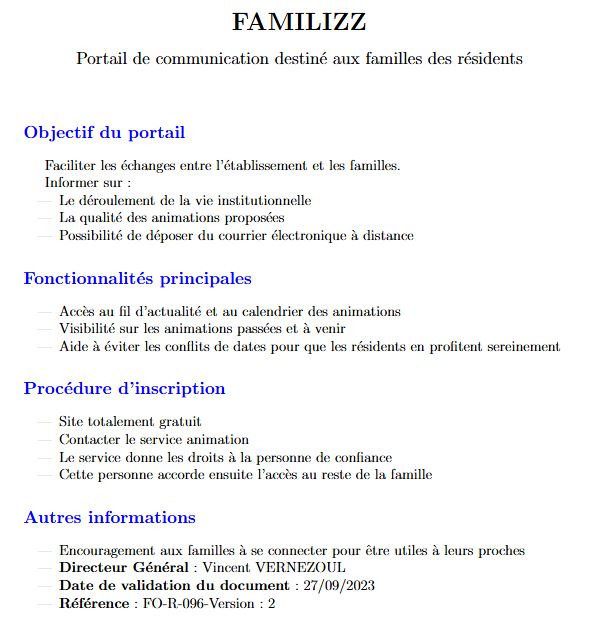 FAMILIZZ
Portail de communication destiné aux familles des résidents
Objectif du portail
Faciliter les échanges entre l'établissement et les familles.
Informer sur :
— Le déroulement de la vie institutionnelle
— La qualité des animations proposées
— Possibilité de déposer du courrier électronique à distance
Fonctionnalités principales
— Accès au fil d'actualité et au calendrier des animations
— Visibilité sur les animations passées et à venir
— Aide à éviter les conflits de dates pour que les résidents en profitent sereinement
Procédure d'inscription
— Site totalement gratuit
— Contacter le service animation
— Le service donne les droits à la personne de confiance
— Cette personne accorde ensuite l'accès au reste de la famille
Autres informations
— Encouragement aux familles à se connecter pour être utiles à leurs proches
— Directeur Général : Vincent VERNEZOUL
— Date de validation du document : 27/09/2023
— Référence : FO-R-096-Version : 2